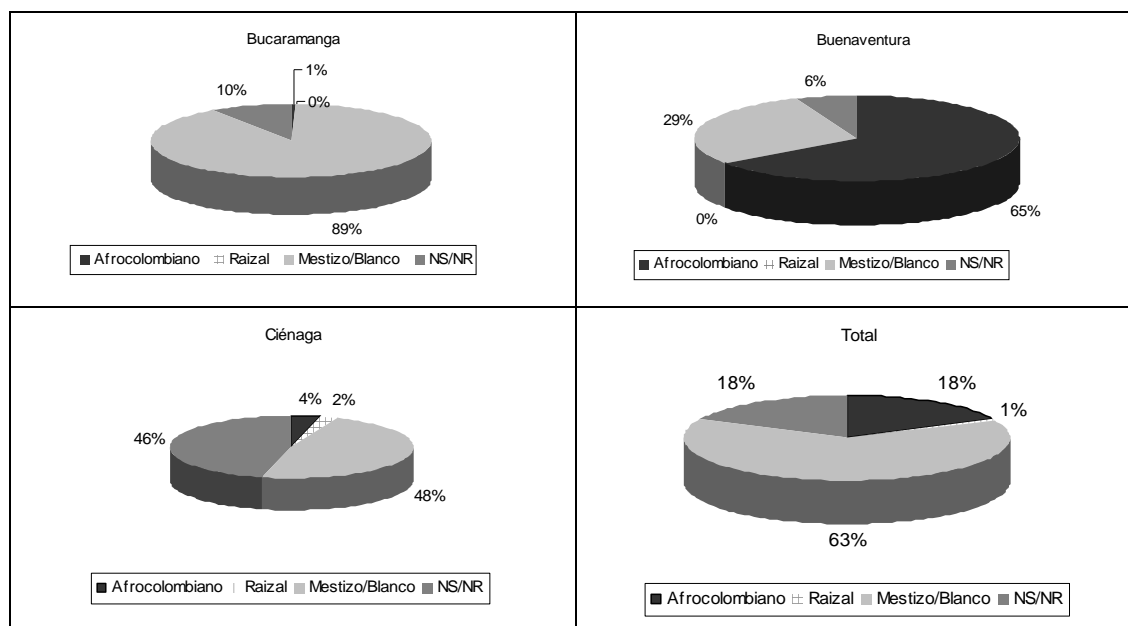 Bucaramanga
1%
10%
0%
89%
Afrocolombiano Raizal Mestizo/Blanco NS/NR
Buenaventura
6%
29%
0%
65%
Afrocolombiano Raizal Mestizo/Blanco NS/NR
Ciénaga
4% 2%
46%
48%
Afrocolombiano Raizal Mestizo/Blanco NS/NR
Total
18% 18%
1%
63%
Afrocolombiano Raizal Mestizo/Blanco NS/NR